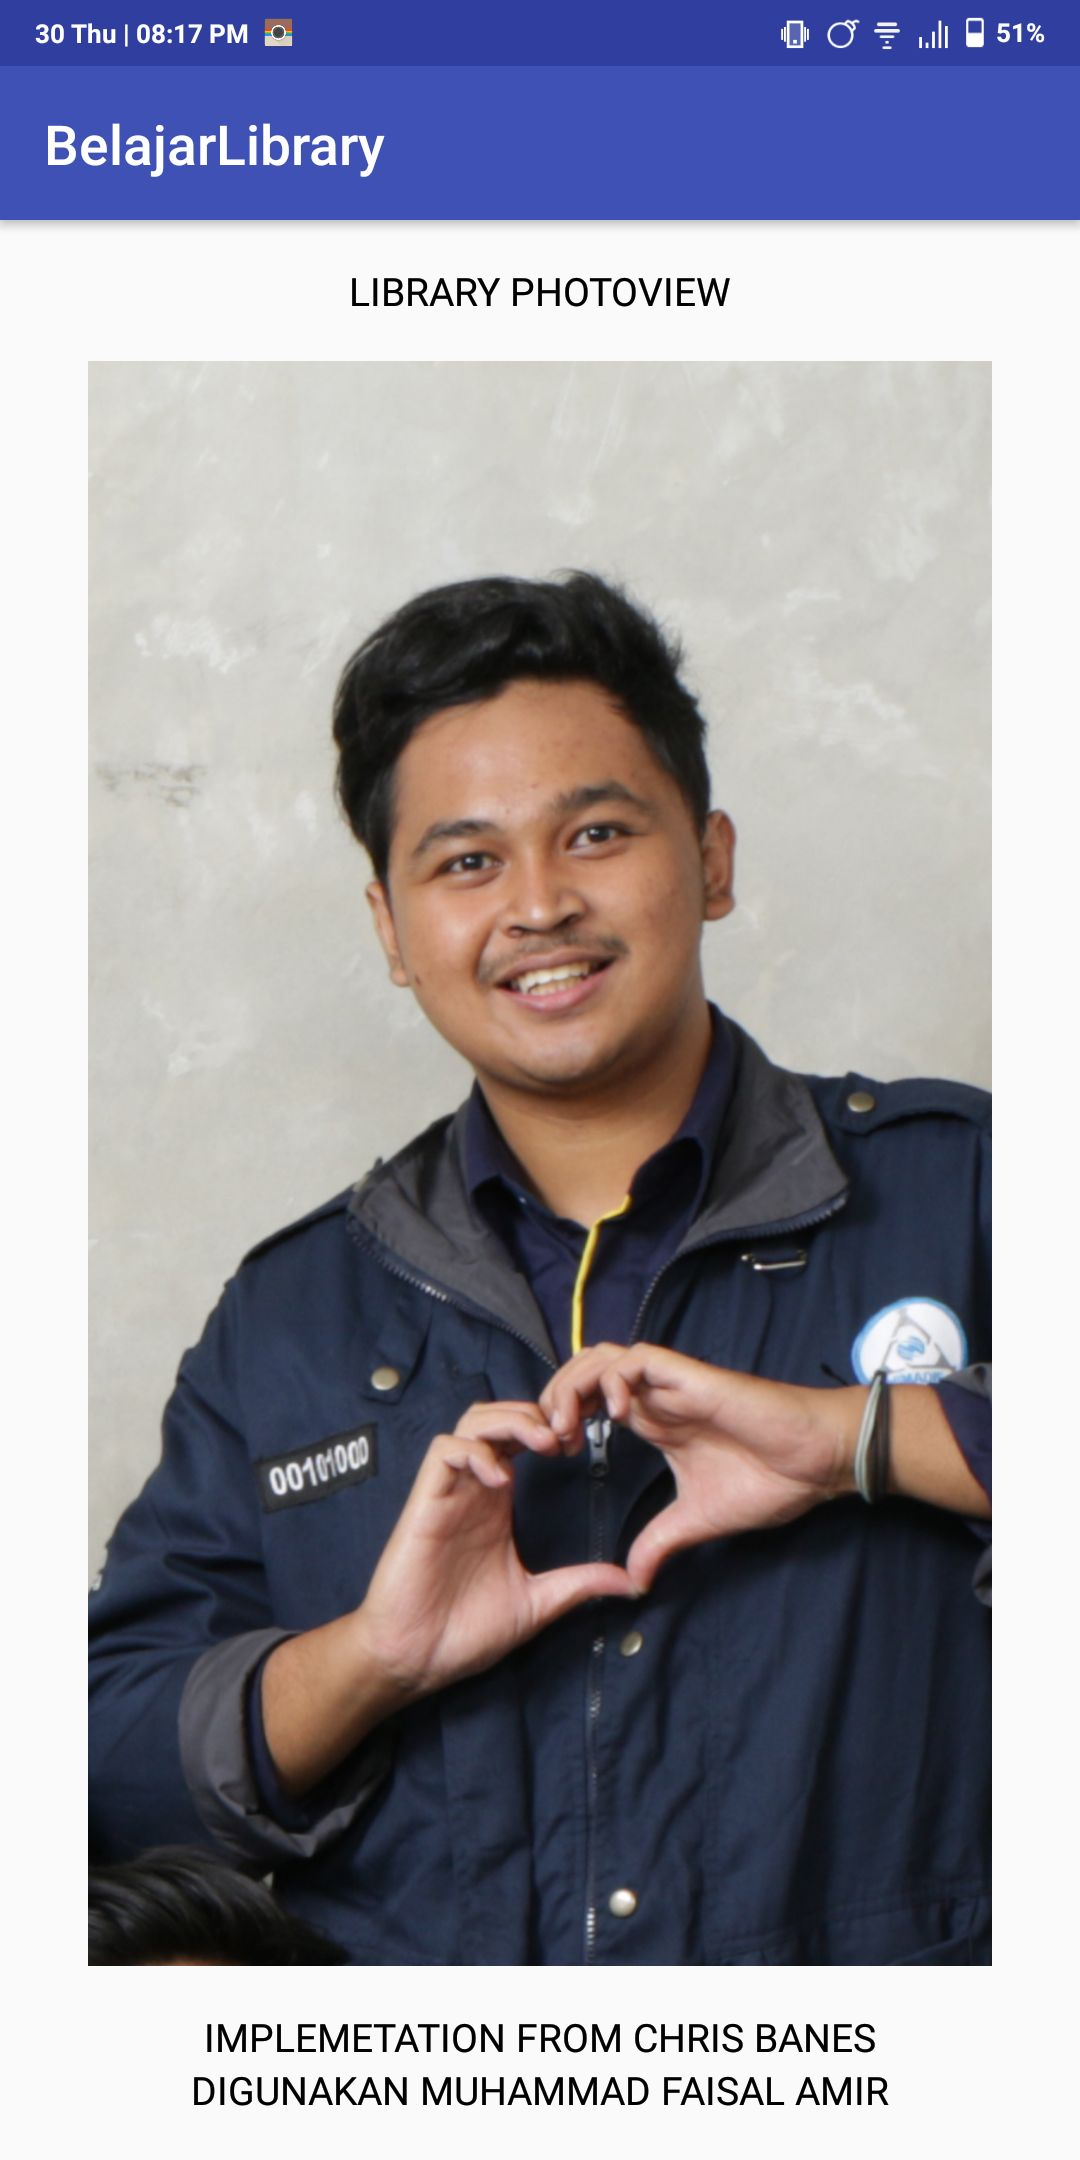 30 Thu | 08:17 PM 51%
BelajarLibrary
LIBRARY PHOTOVIEW
00101000
IMPLEMETATION FROM CHRIS BANES
DIGUNAKAN MUHAMMAD FAISAL AMIR